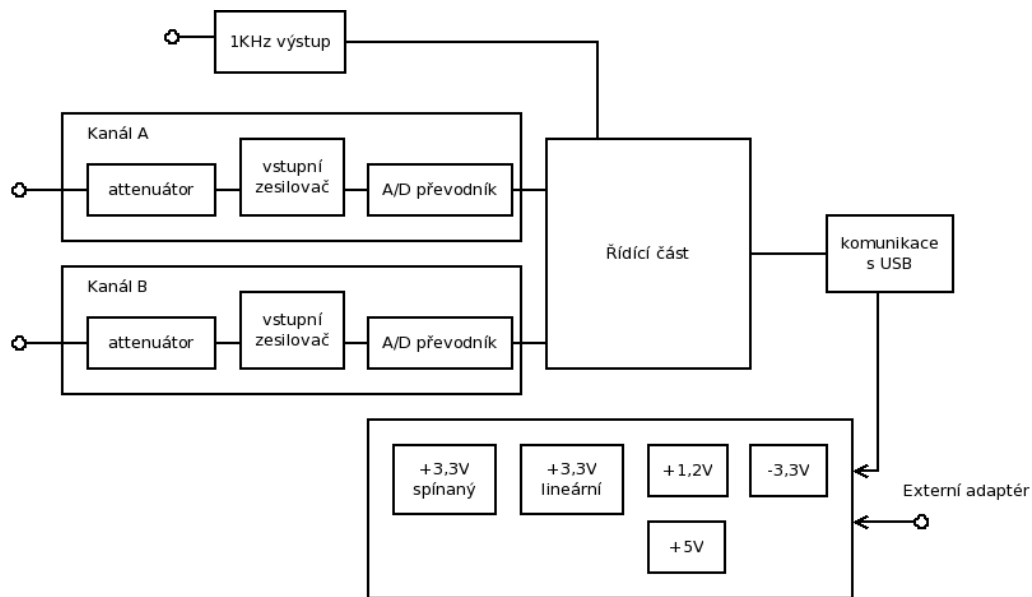 1KHz výstup
Kanál A
attenuátor
vstupní
zesilovač
A/D převodník
Kanál B
attenuátor
vstupní
zesilovač
A/D převodník
Řídící část
komunikace
s USB
+3,3V
spínaný
+3,3V
lineární
+1,2V
-3,3V
+5V
Externí adaptér